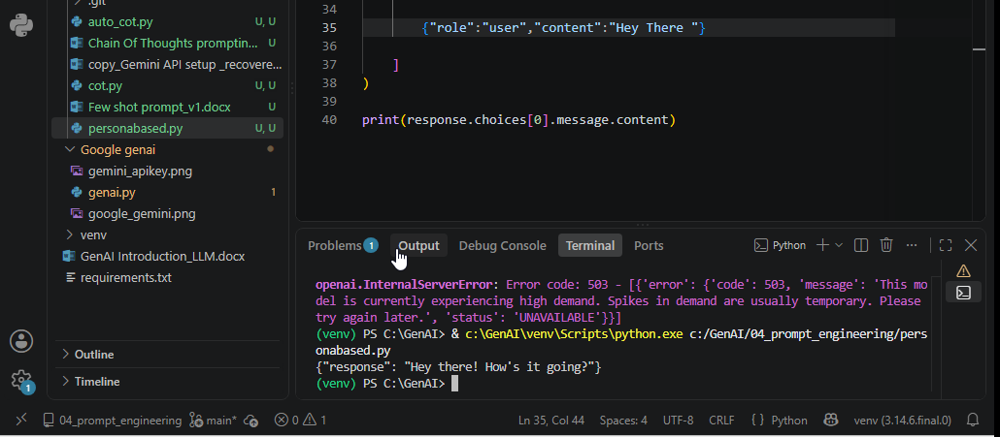 .git
auto_cot.py U, U
Chain Of Thoughts promptin... U
copy_Gemini API setup _recovere...
cot.py U, U
Few shot prompt_v1.docx U
personabased.py U, U
Google genai
gemini_apikey.png
genai.py 1
google_gemini.png
venv
GenAI Introduction_LLM.docx
requirements.txt
Outline
Timeline
1
34
35 {"role":"user","content":"Hey There "}
36
37 ]
38 )
39
40 print(response.choices[0].message.content)
Problems 1 Output Debug Console Terminal Ports Python
openai.InternalServerError: Error code: 503 - [{'error': {'code': 503, 'message': 'This mo
del is currently experiencing high demand. Spikes in demand are usually temporary. Please
try again later.', 'status': 'UNAVAILABLE'}}]
(venv) PS C:\GenAI> & c:\GenAI\venv\Scripts\python.exe c:/GenAI/04_prompt_engineering/pers
onabased.py
{"response": "Hey there! How's it going?"}
(venv) PS C:\GenAI>
04_prompt_engineering main* 0 1 Ln 35, Col 44 Spaces: 4 UTF-8 CRLF {} Python venv (3.14.6.final.0)